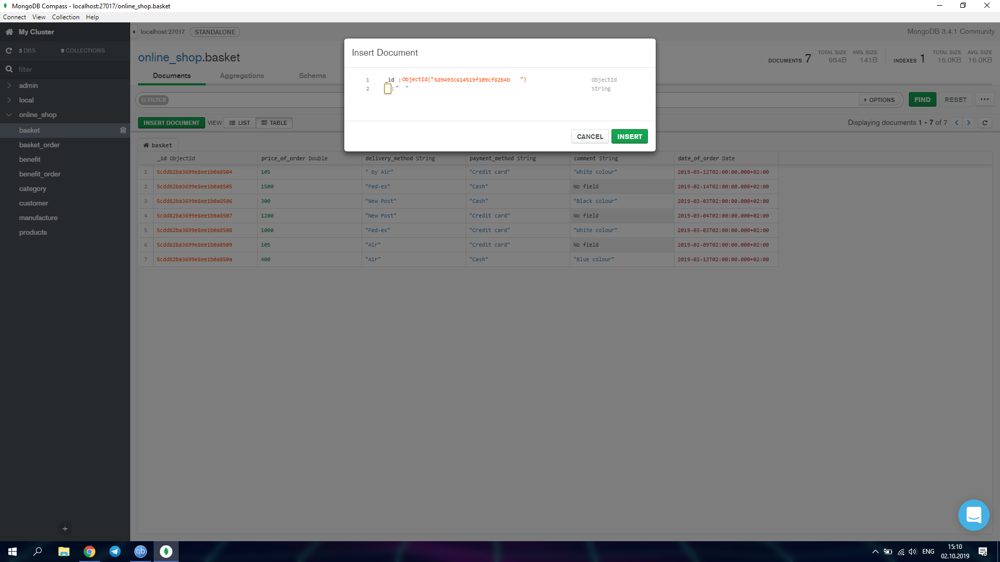 MongoDB Compass - localhost:27017/online_shop.basket
Connect View Collection Help
My Cluster
localhost:27017 STANDALONE
MongoDB 3.4.1 Community
3 DBS 9 COLLECTIONS
filter
admin
local
online_shop
basket
basket_order
benefit
benefit_order
category
customer
manufacture
products
+
online_shop.basket
DOCUMENTS 7 TOTAL SIZE 984B AVG. SIZE 141B INDEXES 1 TOTAL SIZE 16.0KB AVG. SIZE 16.0KB
Documents Aggregations Schema
FILTER
OPTIONS FIND RESET ...
INSERT DOCUMENT VIEW LIST TABLE
Displaying documents 1 - 7 of 7
Insert Document
1 _id : ObjectId("5d9493c614519f109cf82b4b ") ObjectId
2 :" " String
CANCEL INSERT
basket
_id ObjectId price_of_order Double delivery_method String payment_method String comment String date_of_order Date
1 5cdd82ba3699e8ee1b0a8504 105 " by Air" "Credit card" "White colour" 2019-03-12T02:00:00.000+02:00
2 5cdd82ba3699e8ee1b0a8505 1500 "Fed-ex" "Cash" No field 2019-02-14T02:00:00.000+02:00
3 5cdd82ba3699e8ee1b0a8506 300 "New Post" "Cash" "Black colour" 2019-03-03T02:00:00.000+02:00
4 5cdd82ba3699e8ee1b0a8507 1200 "New Post" "Credit card" No field 2019-03-04T02:00:00.000+02:00
5 5cdd82ba3699e8ee1b0a8508 1000 "Fed-ex" "Credit card" "White colour" 2019-03-03T02:00:00.000+02:00
6 5cdd82ba3699e8ee1b0a8509 105 "Air" "Credit card" No field 2019-02-09T02:00:00.000+02:00
7 5cdd82ba3699e8ee1b0a850a 400 "Air" "Cash" "Blue colour" 2019-02-13T02:00:00.000+02:00
qb
ENG
15:10
02.10.2019